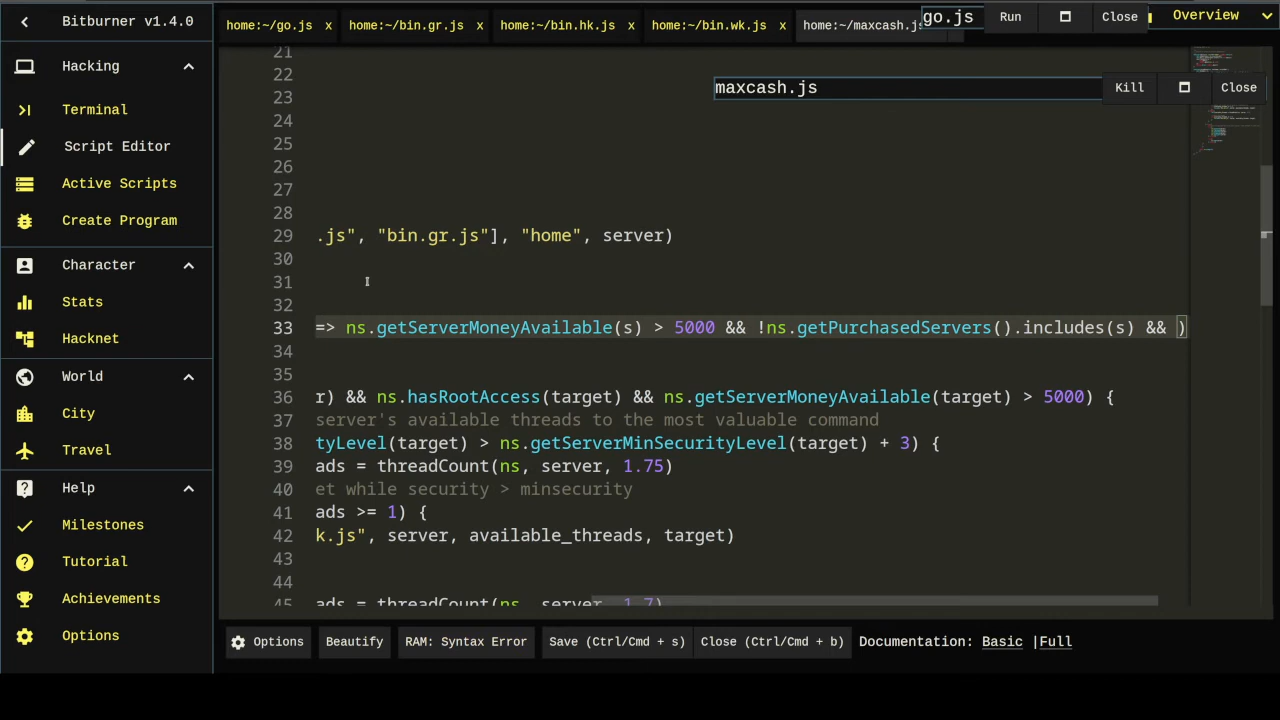 Bitburner v1.4.0
Hacking
Terminal
Script Editor
Active Scripts
Create Program
Character
Stats
Hacknet
World
City
Travel
Help
Milestones
Tutorial
Achievements
Options
home:~/go.js x home:~/bin.gr.js x home:~/bin.hk.js x home:~/bin.wk.js x home:~/maxcash.js
go.js Run Close Overview
maxcash.js Kill Close
21
22
23
24
25
26
27
28
29 .js", "bin.gr.js"], "home", server)
30
31
32
33 => ns.getServerMoneyAvailable(s) > 5000 && !ns.getPurchasedServers().includes(s) && )
34
35
36 r) && ns.hasRootAccess(target) && ns.getServerMoneyAvailable(target) > 5000) {
37 server's available threads to the most valuable command
38 tyLevel(target) > ns.getServerMinSecurityLevel(target) + 3) {
39 ads = threadCount(ns, server, 1.75)
40 et while security > minsecurity
41 ads >= 1) {
42 k.js", server, available_threads, target)
43
44
45 ads = threadCount(ns, server, 1.7)
Options Beautify RAM: Syntax Error Save (Ctrl/Cmd + s) Close (Ctrl/Cmd + b) Documentation: Basic |Full